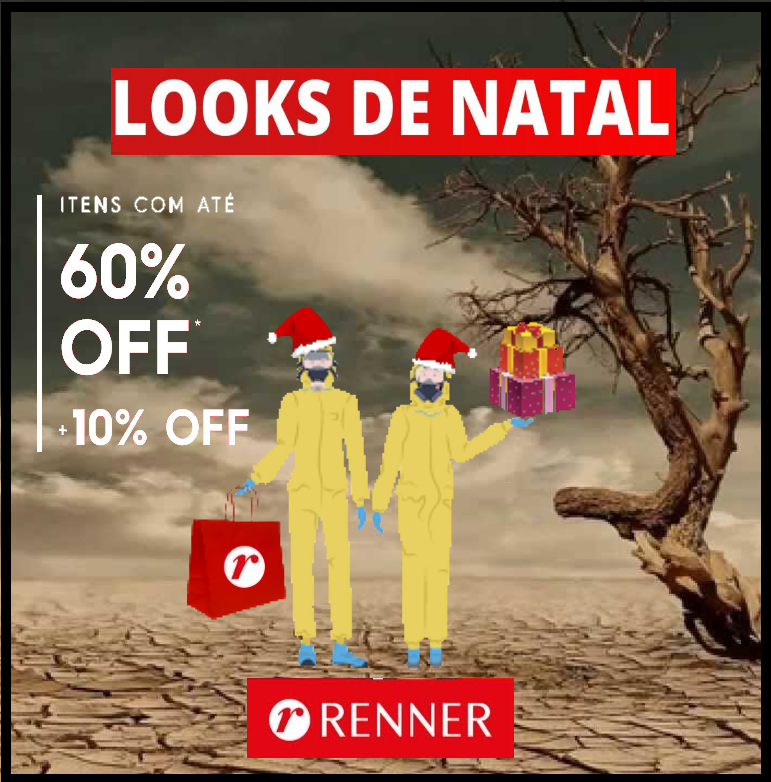 LOOKS DE NATAL
ITENS COM ATÉ
60%
OFF*
+10% OFF
r
r RENNER